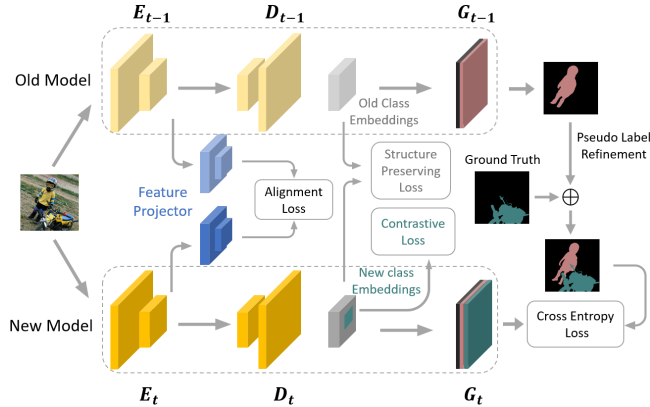 E_{t-1}
D_{t-1}
G_{t-1}
Old Model
Old Class
Embeddings
Pseudo Label
Refinement
Ground Truth
Structure
Preserving
Loss
Feature
Projector
Alignment
Loss
Contrastive
Loss
New class
Embeddings
New Model
Cross Entropy
Loss
E_t
D_t
G_t